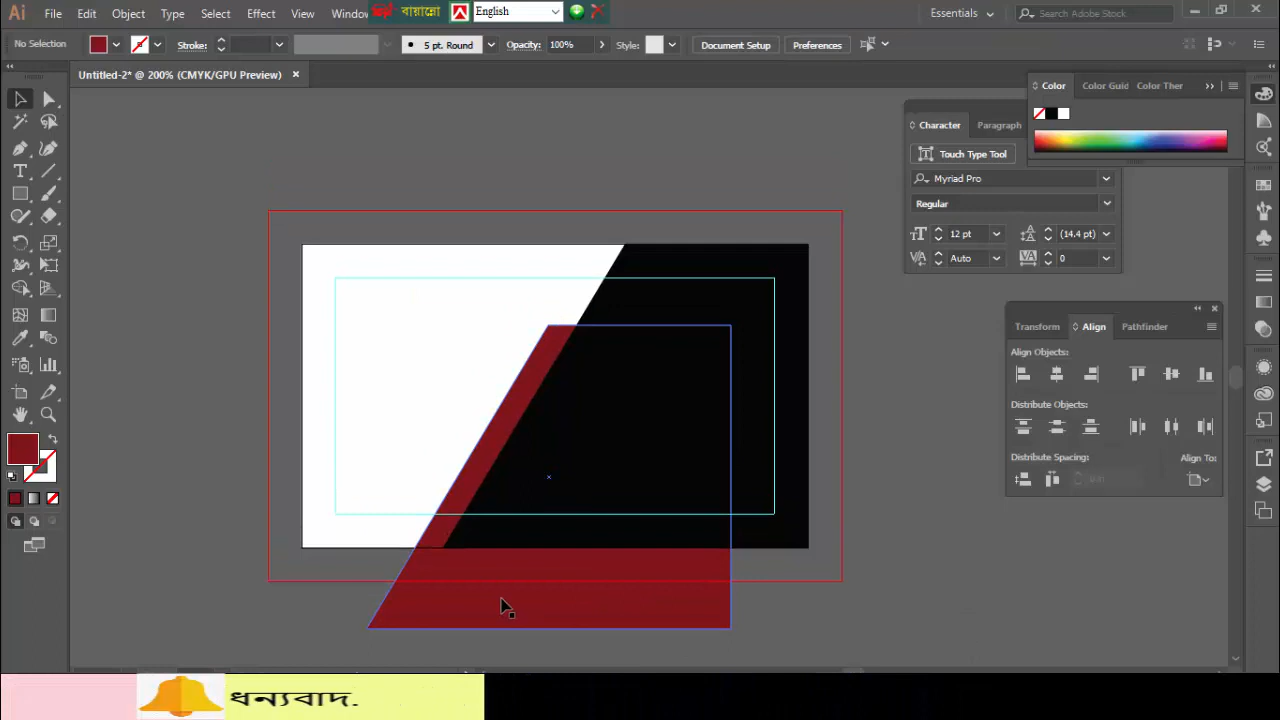 Ai File Edit Object Type Select Effect View Window বায়ান্নো English Essentials Search Adobe Stock
No Selection Stroke: 5 pt. Round Opacity: 100% Style: Document Setup Preferences
Untitled-2* @ 200% (CMYK/GPU Preview)
Color Color Guid Color Ther
Character Paragraph
Touch Type Tool
Myriad Pro
Regular
12 pt (14.4 pt)
Auto 0
Transform Align Pathfinder
Align Objects:
Distribute Objects:
Distribute Spacing: Align To:
ধন্যবাদ.